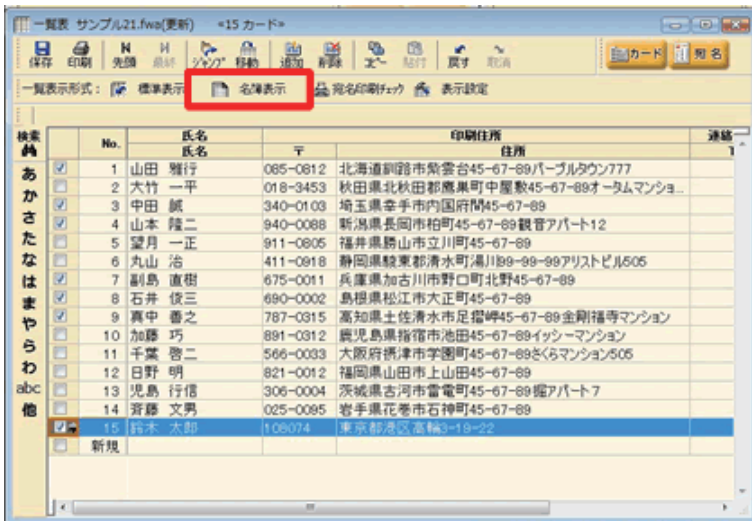 一覧表 サンプル21.fwa(更新) <<15 カード>>
保存 印刷 先頭 最終 ジャンプ 移動 追加 削除 コピー 貼付 戻す 取消 カード 宛名
一覧表示形式： 標準表示 名簿表示 宛名印刷チェック 表示設定
検索 No. 氏名 印刷住所 連絡
氏名 〒 住所
あ
か
さ
た
な
は
ま
や
ら
わ
abc
他
1 山田 雅行 085-0812 北海道釧路市紫雲台45-67-89パープルタウン777
2 大竹 一平 018-3453 秋田県北秋田郡鷹巣町中屋敷45-67-89オータムマンショ...
3 中田 誠 340-0103 埼玉県幸手市内国府間45-67-89
4 山本 隆二 940-0088 新潟県長岡市柏町45-67-89観音アパート12
5 望月 一正 911-0805 福井県勝山市立川町45-67-89
6 丸山 治 411-0918 静岡県駿東郡清水町湯川99-99-99アリストビル505
7 副島 直樹 675-0011 兵庫県加古川市野口町北野45-67-89
8 石井 俊三 690-0002 島根県松江市大正町45-67-89
9 真中 番之 787-0315 高知県土佐清水市足摺岬45-67-89金剛福寺マンション
10 加藤 巧 891-0312 鹿児島県指宿市池田45-67-89イッシーマンション
11 千葉 啓二 566-0033 大阪府摂津市学園町45-67-89さくらマンション505
12 日野 明 821-0012 福岡県山田市上山田45-67-89
13 児島 行信 306-0004 茨城県古河市雷電町45-67-89堀アパート7
14 斉藤 文男 025-0095 岩手県花巻市石神町45-67-89
15 鈴木 太郎 108074 東京都港区高輪3-19-22
新規